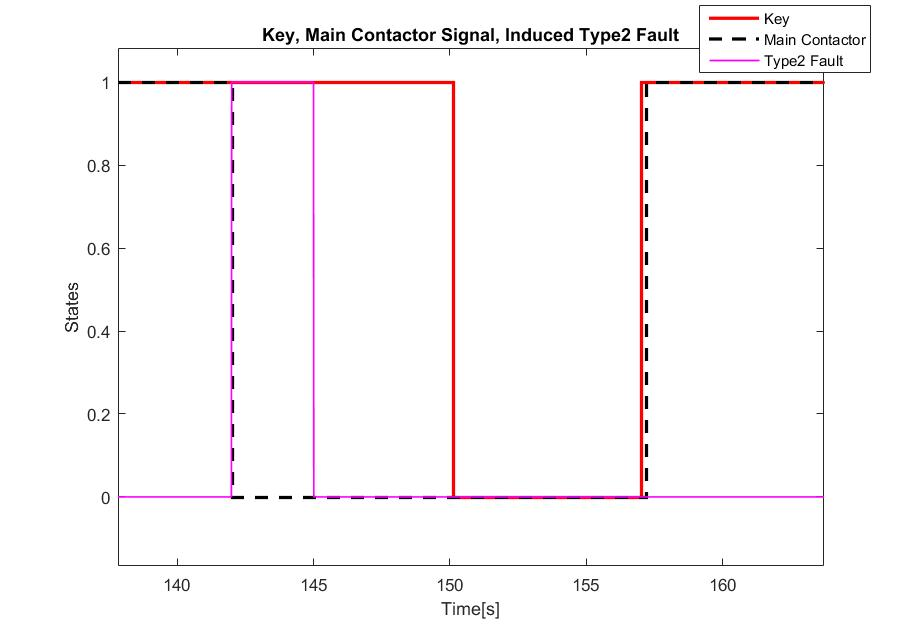 Key, Main Contactor Signal, Induced Type2 Fault
Key
Main Contactor
Type2 Fault
1
0.8
0.6
0.4
0.2
0
States
140
145
150
155
160
Time[s]